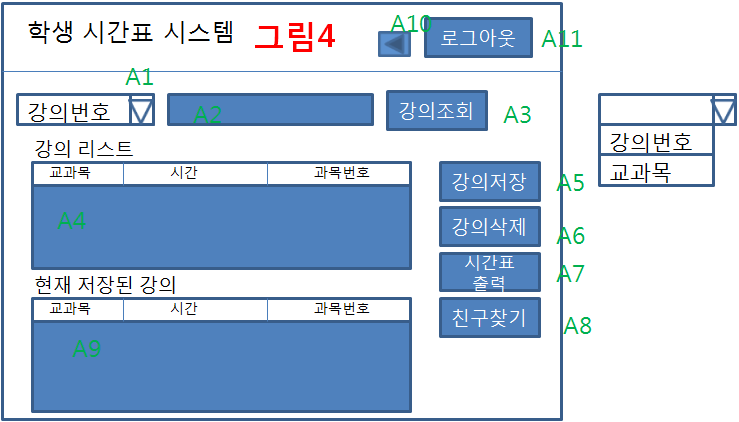 학생 시간표 시스템 그림4
A10
로그아웃 A11
A1
강의번호 A2 강의조회 A3
강의번호
교과목
강의 리스트
교과목 시간 과목번호
A4
강의저장 A5
강의삭제 A6
시간표
출력 A7
친구찾기 A8
현재 저장된 강의
교과목 시간 과목번호
A9